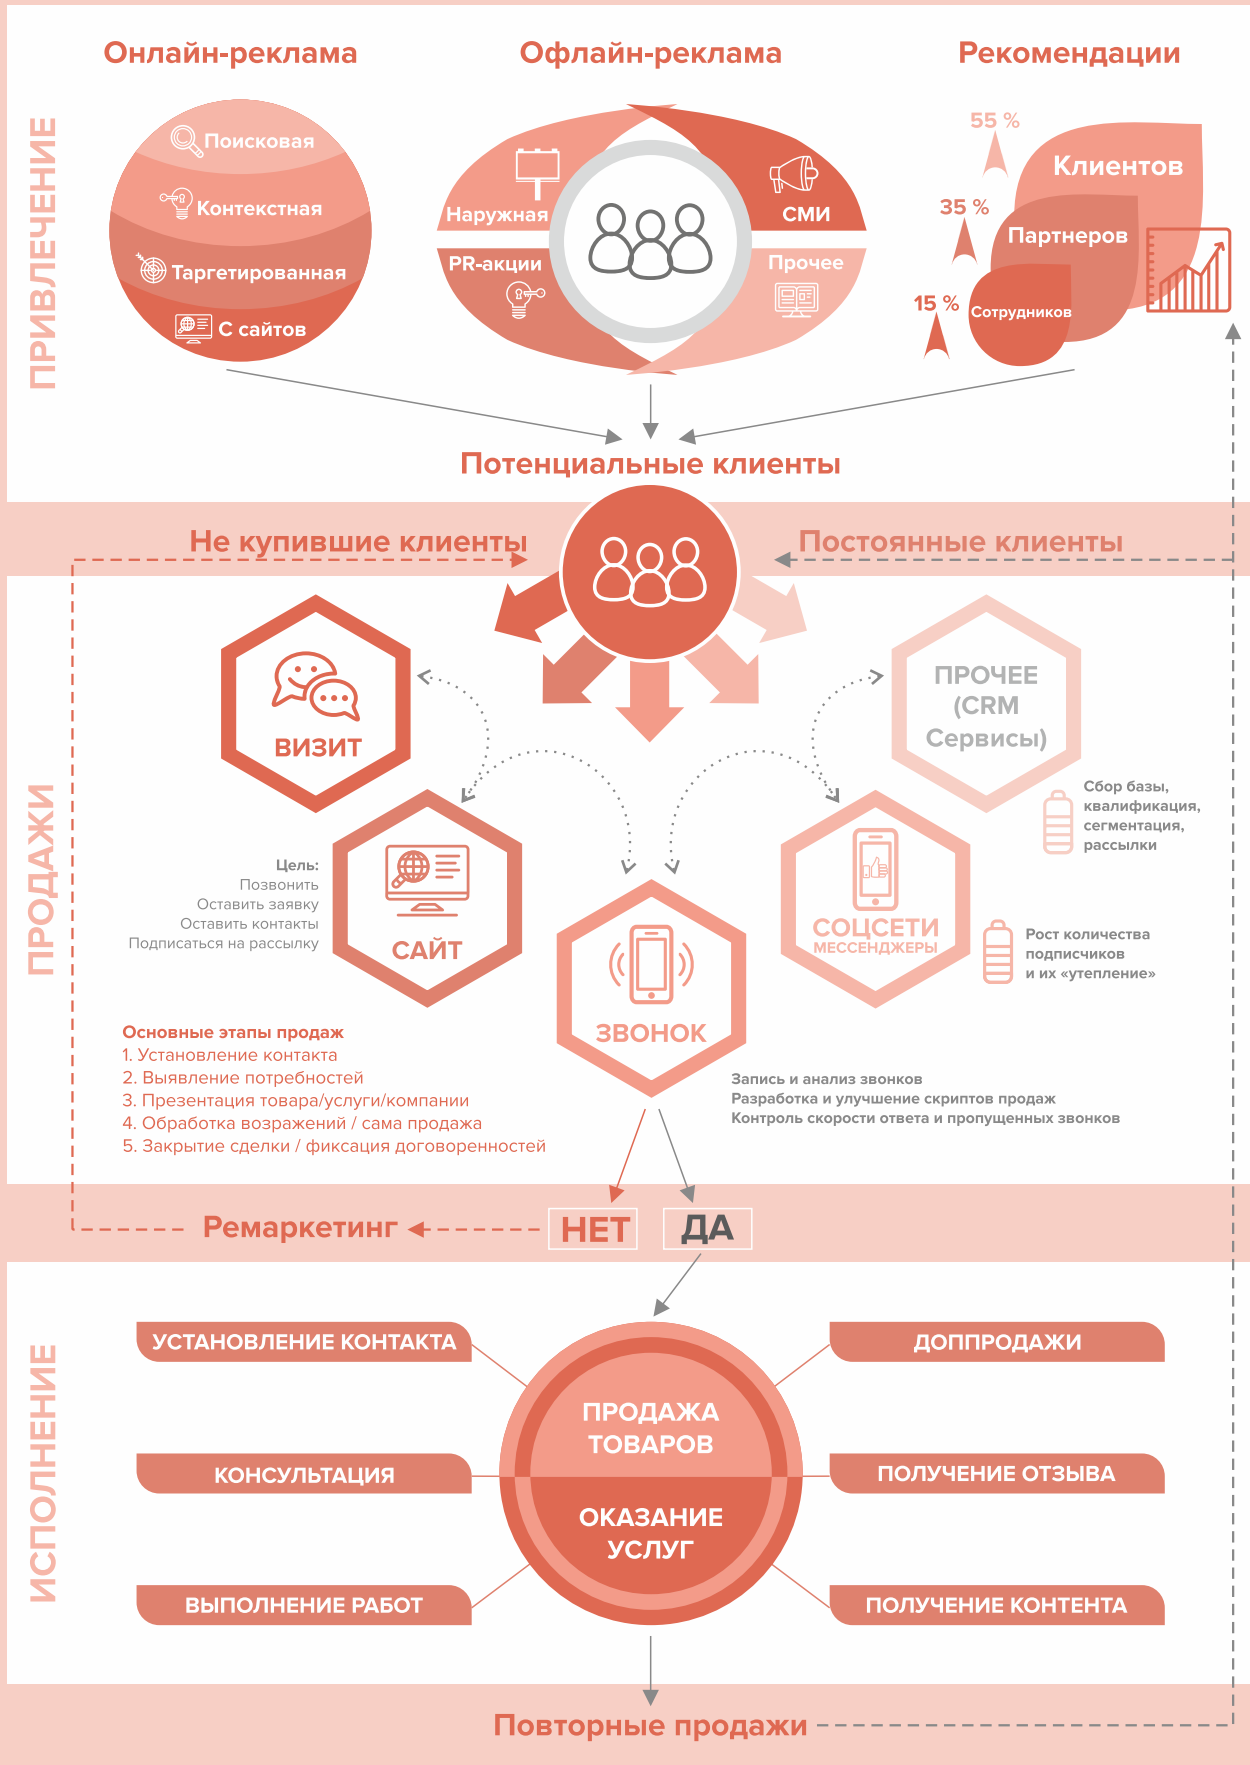 Онлайн-реклама
Офлайн-реклама
Рекомендации
ПРИВЛЕЧЕНИЕ
Поисковая
Контекстная
Таргетированная
С сайтов
Наружная
СМИ
PR-акции
Прочее
55 %
Клиентов
35 %
Партнеров
15 %
Сотрудников
Потенциальные клиенты
Не купившие клиенты
Постоянные клиенты
ПРОДАЖИ
ВИЗИТ
ПРОЧЕЕ
(CRM
Сервисы)
Сбор базы,
квалификация,
сегментация,
рассылки
Цель:
Позвонить
Оставить заявку
Оставить контакты
Подписаться на рассылку
САЙТ
СОЦСЕТИ
МЕССЕНДЖЕРЫ
Рост количества
подписчиков
и их «утепление»
ЗВОНОК
Основные этапы продаж
1. Установление контакта
2. Выявление потребностей
3. Презентация товара/услуги/компании
4. Обработка возражений / сама продажа
5. Закрытие сделки / фиксация договоренностей
Запись и анализ звонков
Разработка и улучшение скриптов продаж
Контроль скорости ответа и пропущенных звонков
Ремаркетинг
НЕТ
ДА
ИСПОЛНЕНИЕ
УСТАНОВЛЕНИЕ КОНТАКТА
ДОППРОДАЖИ
ПРОДАЖА
ТОВАРОВ
КОНСУЛЬТАЦИЯ
ПОЛУЧЕНИЕ ОТЗЫВА
ОКАЗАНИЕ
УСЛУГ
ВЫПОЛНЕНИЕ РАБОТ
ПОЛУЧЕНИЕ КОНТЕНТА
Повторные продажи